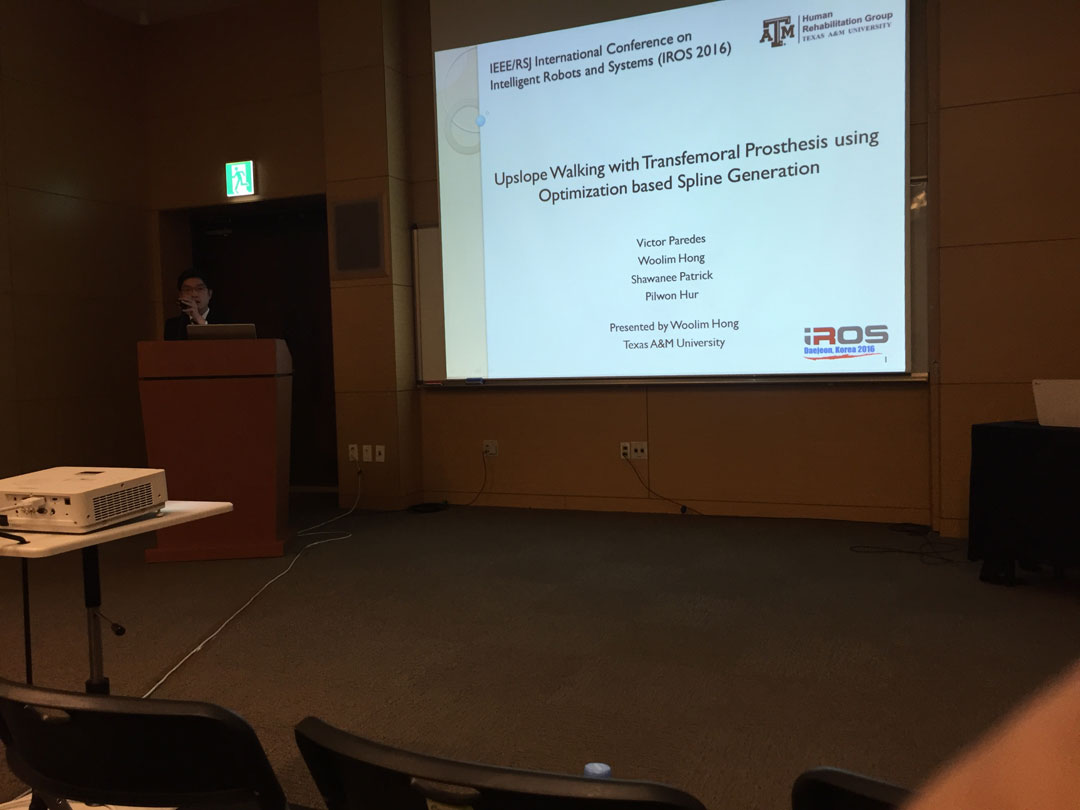 IEEE/RSJ International Conference on
Intelligent Robots and Systems (IROS 2016)
ATM
Human
Rehabilitation Group
TEXAS A&M UNIVERSITY
Upslope Walking with Transfemoral Prosthesis using
Optimization based Spline Generation
Victor Paredes
Woolim Hong
Shawanee Patrick
Pilwon Hur
Presented by Woolim Hong
Texas A&M University
iROS
Daejeon, Korea 2016
1